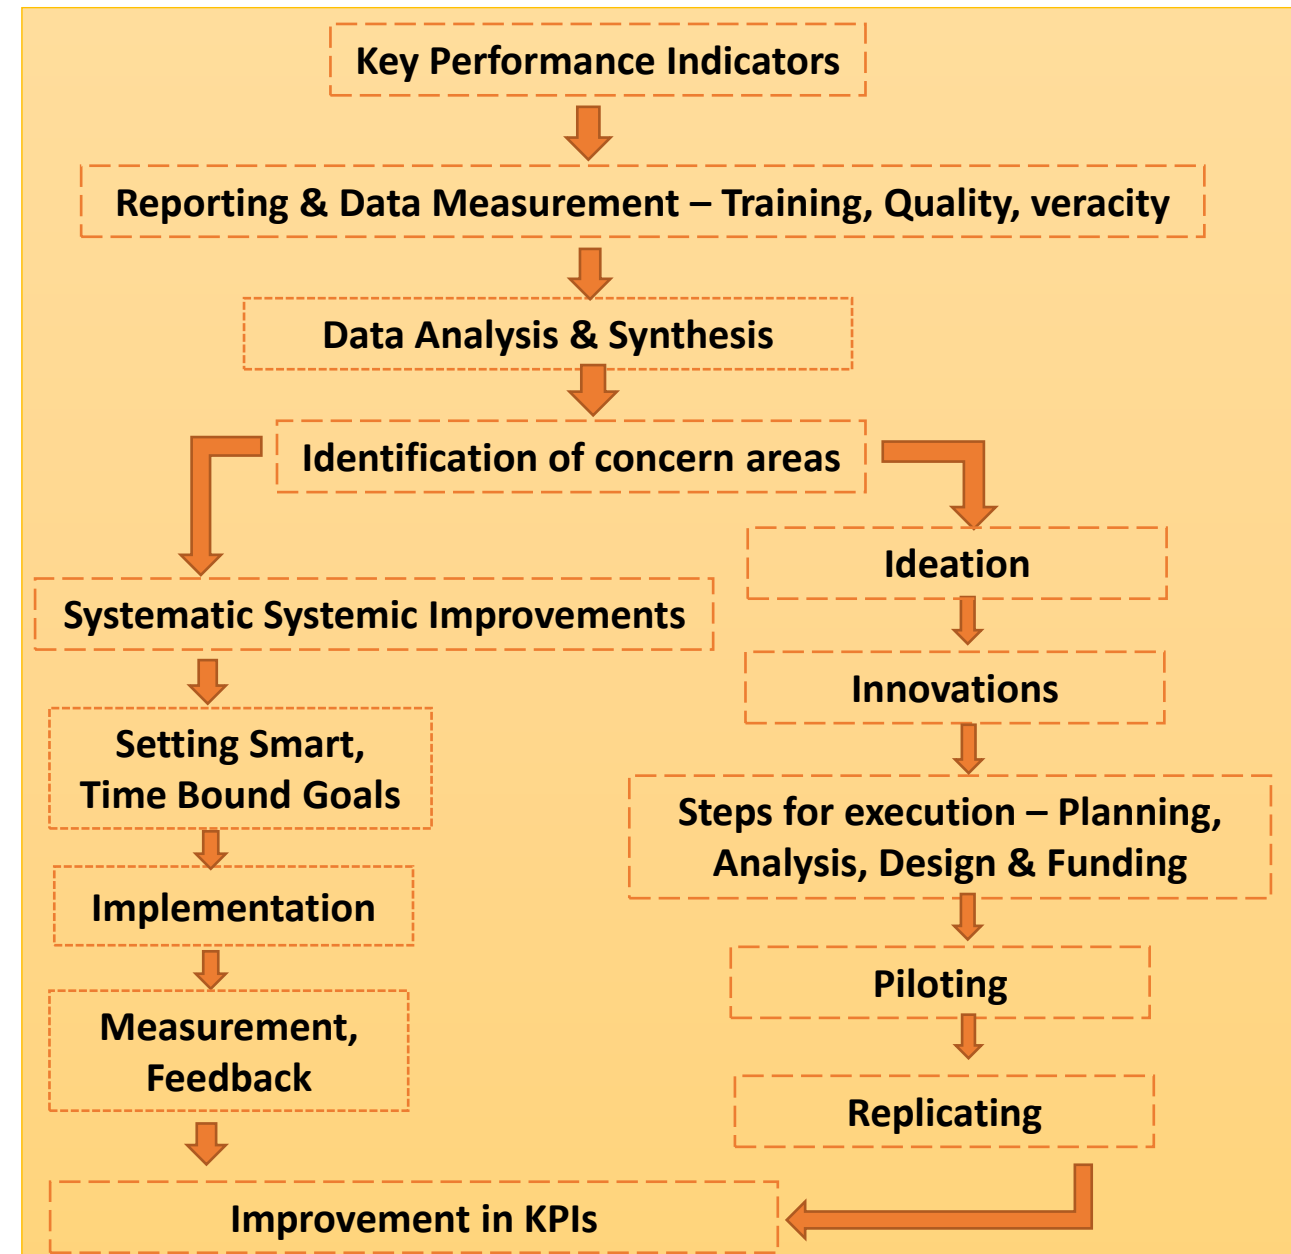 Key Performance Indicators
Reporting & Data Measurement – Training, Quality, veracity
Data Analysis & Synthesis
Identification of concern areas
Systematic Systemic Improvements
Setting Smart,
Time Bound Goals
Implementation
Measurement,
Feedback
Ideation
Innovations
Steps for execution – Planning,
Analysis, Design & Funding
Piloting
Replicating
Improvement in KPIs